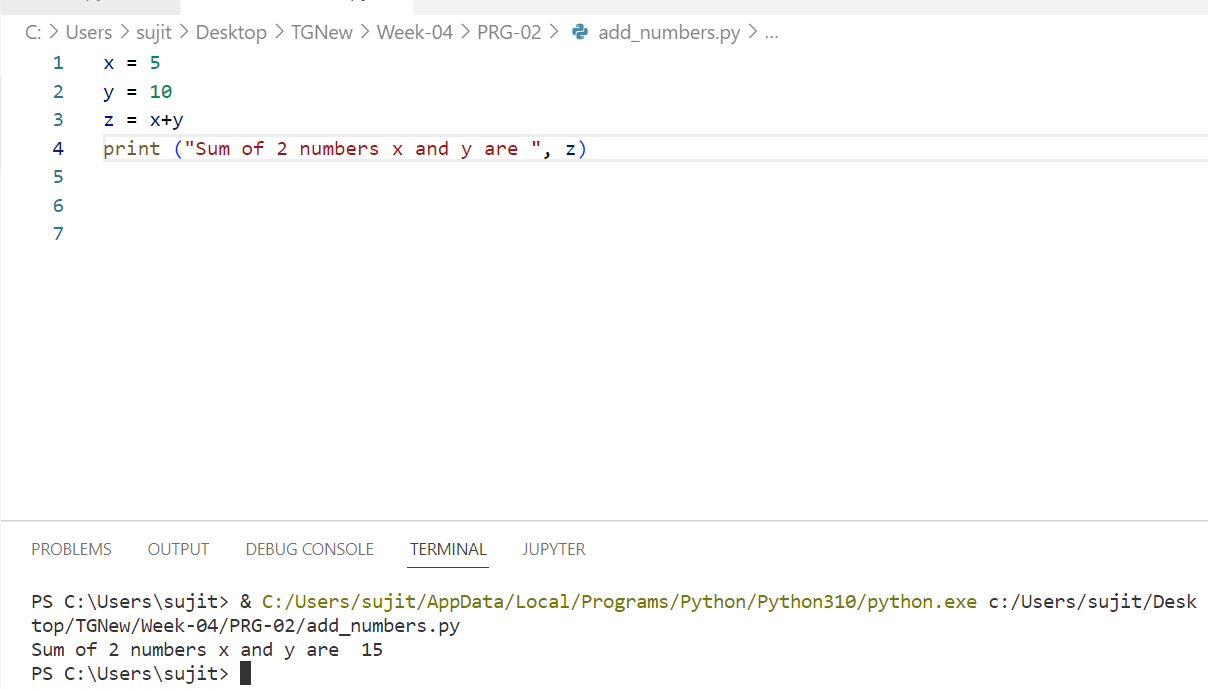 C: > Users > sujit > Desktop > TGNew > Week-04 > PRG-02 > add_numbers.py > ...
1 x = 5
2 y = 10
3 z = x+y
4 print ("Sum of 2 numbers x and y are ", z)
5
6
7
PROBLEMS OUTPUT DEBUG CONSOLE TERMINAL JUPYTER
PS C:\Users\sujit> & C:/Users/sujit/AppData/Local/Programs/Python/Python310/python.exe c:/Users/sujit/Desk
top/TGNew/Week-04/PRG-02/add_numbers.py
Sum of 2 numbers x and y are  15
PS C:\Users\sujit>